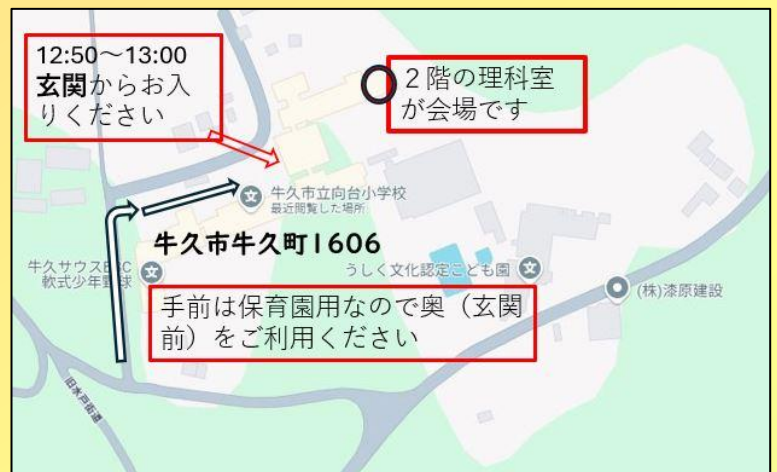 12:50～13:00
玄関からお入
りください
２階の理科室
が会場です
牛久市立向台小学校
最近閲覧した場所
牛久市牛久町1606
うしく文化認定こども園
牛久サウスBBC
軟式少年野球
(株)漆原建設
手前は保育園用なので奥（玄関
前）をご利用ください
旧水戸街道